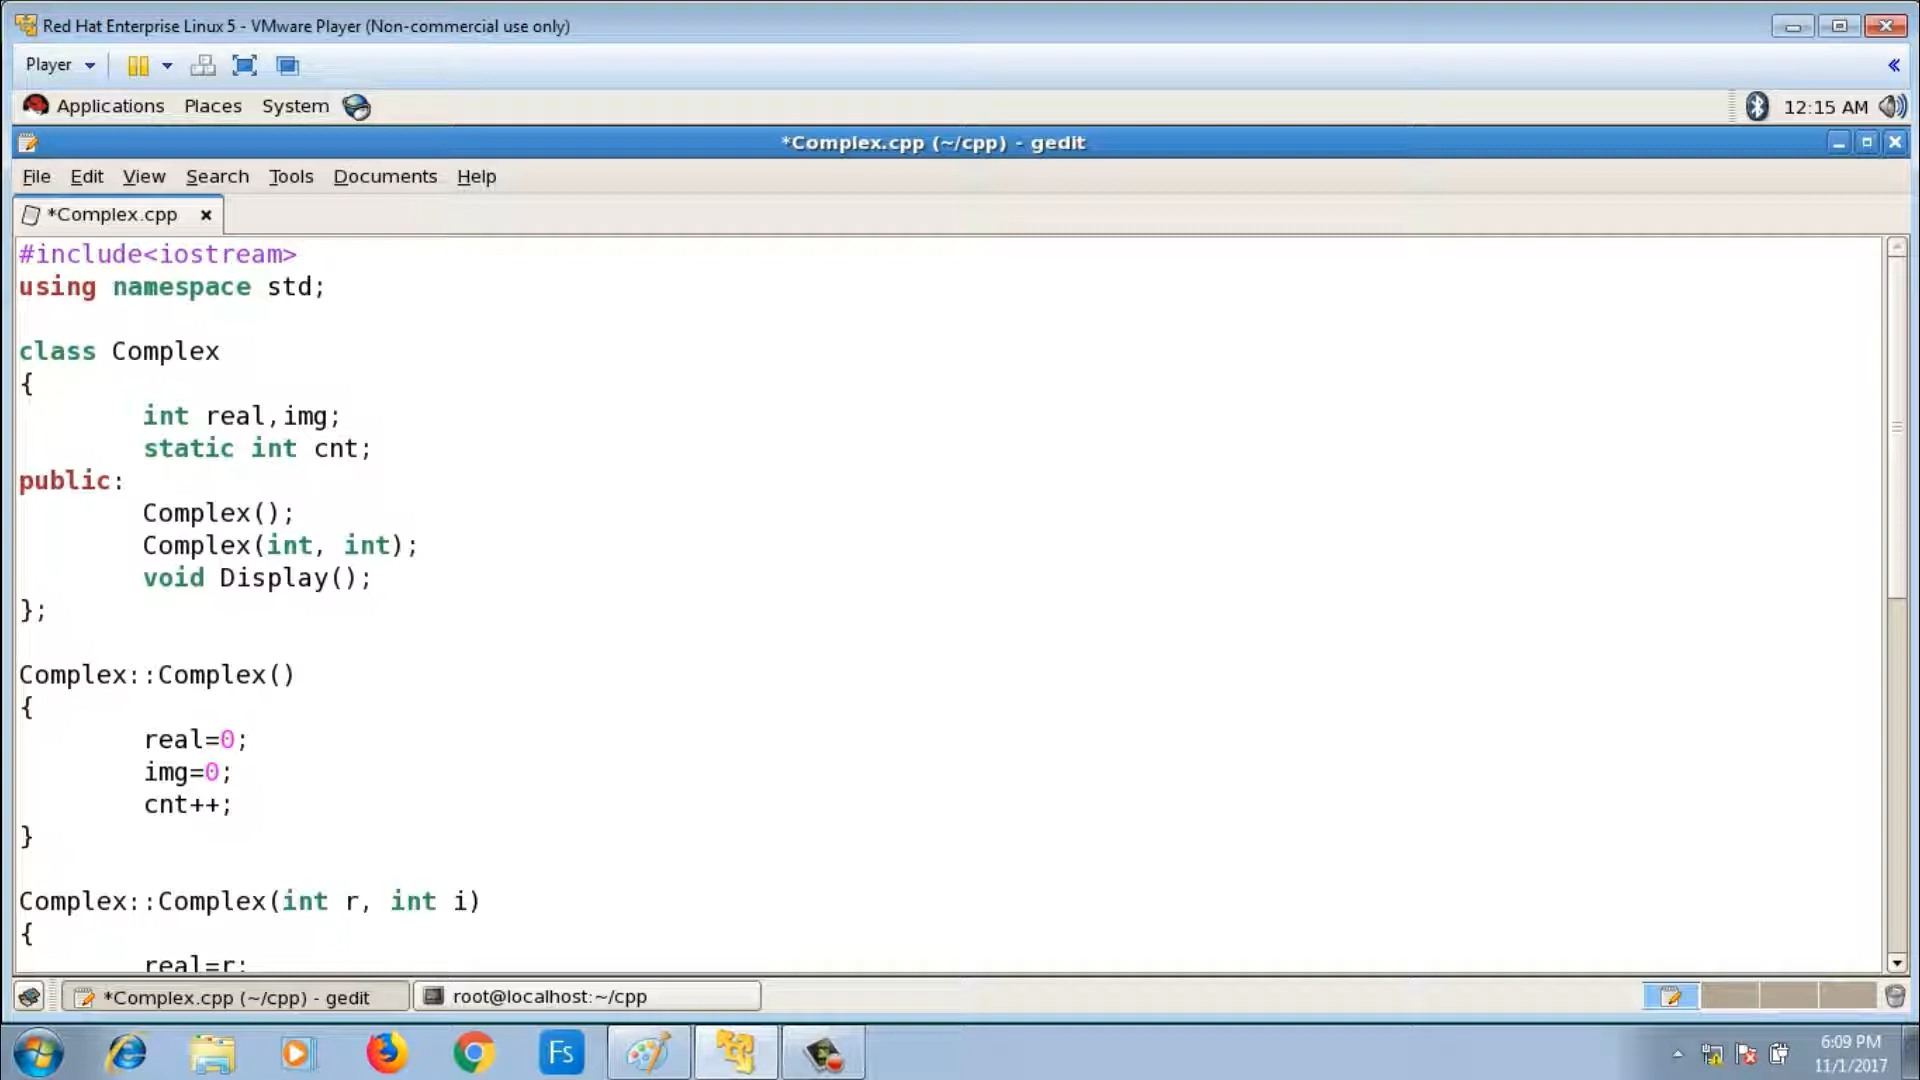 Red Hat Enterprise Linux 5 - VMware Player (Non-commercial use only)
Player
Applications Places System 12:15 AM
*Complex.cpp (~/cpp) - gedit
File Edit View Search Tools Documents Help
*Complex.cpp
#include<iostream>
using namespace std;
class Complex
{
int real,img;
static int cnt;
public:
Complex();
Complex(int, int);
void Display();
};
Complex::Complex()
{
real=0;
img=0;
cnt++;
}
Complex::Complex(int r, int i)
{
real=r;
*Complex.cpp (~/cpp) - gedit root@localhost:~/cpp
Fs
6:09 PM
11/1/2017